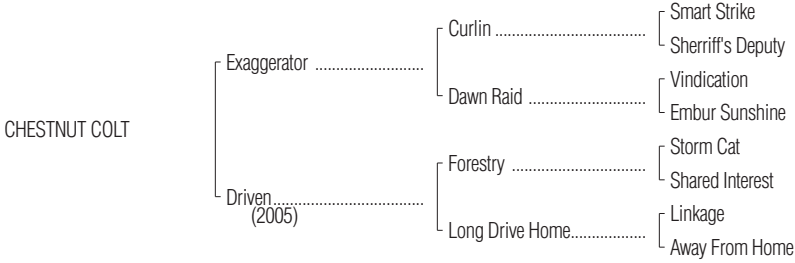 Smart Strike
Curlin ....................................
Sherriff's Deputy
Exaggerator ..........................
Vindication
Dawn Raid ............................
Embur Sunshine
CHESTNUT COLT
Storm Cat
Forestry ................................
Shared Interest
Driven....................................
(2005)
Linkage
Long Drive Home..................
Away From Home